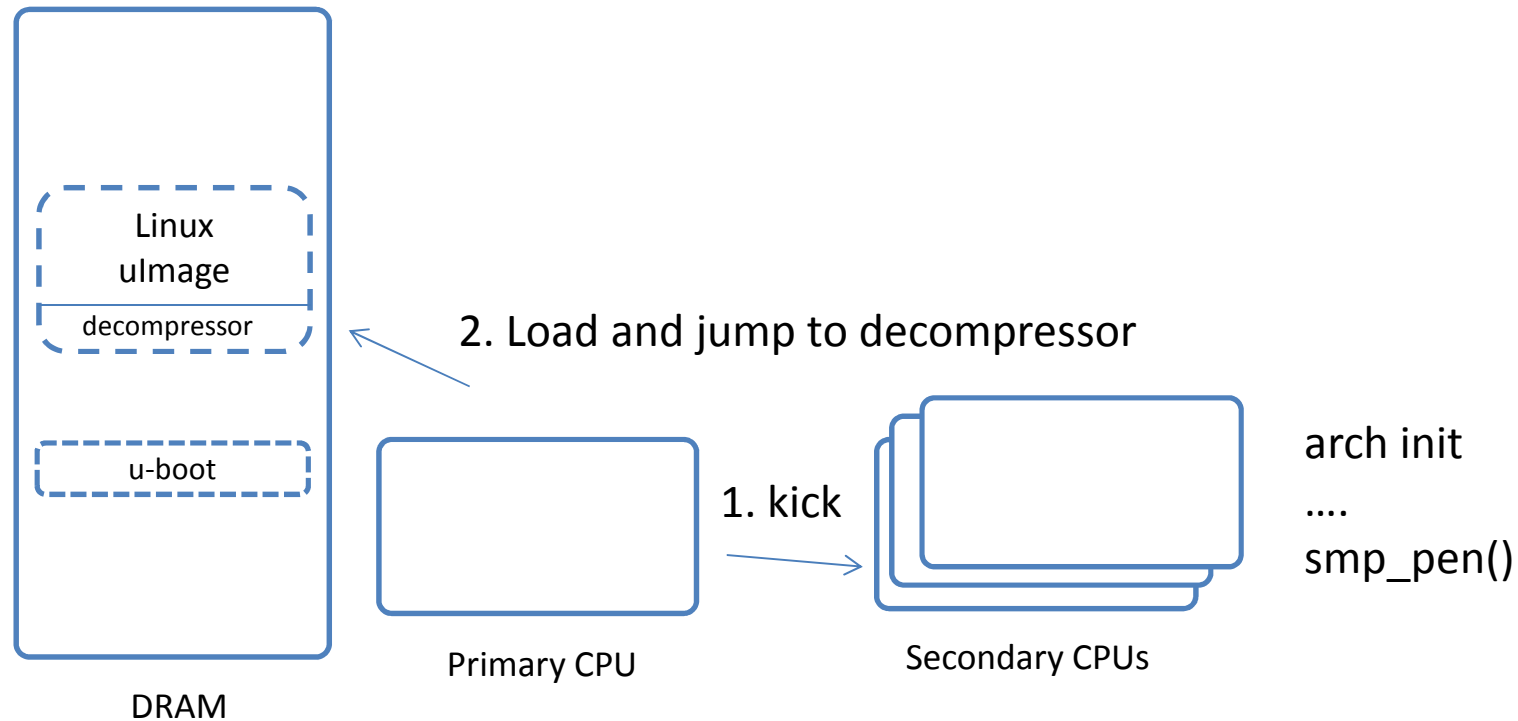 Linux
uImage
decompressor
u-boot
DRAM
2. Load and jump to decompressor
Primary CPU
1. kick
Secondary CPUs
arch init
....
smp_pen()